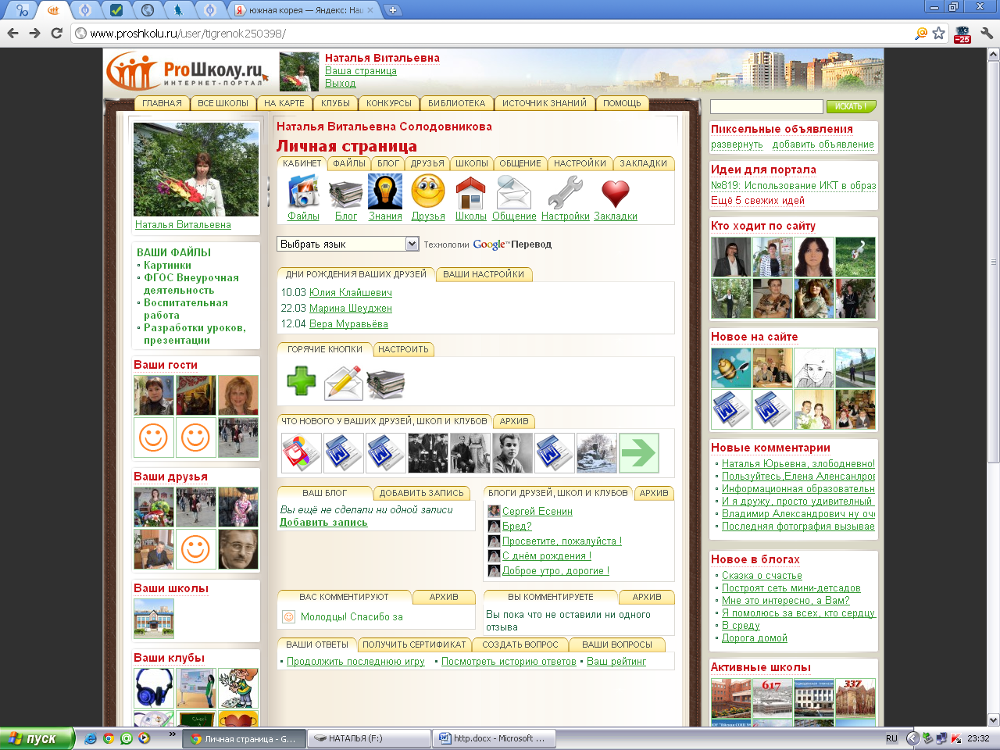 южная корея — Яндекс: Наш
www.proshkolu.ru/user/tigrenok250398/
-25
ProШколу.ru
ИНТЕРНЕТ-ПОРТАЛ
Наталья Витальевна
Ваша страница
Выход
ГЛАВНАЯ ВСЕ ШКОЛЫ НА КАРТЕ КЛУБЫ КОНКУРСЫ БИБЛИОТЕКА ИСТОЧНИК ЗНАНИЙ ПОМОЩЬ
ИСКАТЬ !
Наталья Витальевна
ВАШИ ФАЙЛЫ
Картинки
ФГОС Внеурочная
деятельность
Воспитательная
работа
Разработки уроков,
презентации
Ваши гости
Ваши друзья
Ваши школы
Ваши клубы
Наталья Витальевна Солодовникова
Личная страница
КАБИНЕТ ФАЙЛЫ БЛОГ ДРУЗЬЯ ШКОЛЫ ОБЩЕНИЕ НАСТРОЙКИ ЗАКЛАДКИ
Файлы Блог Знания Друзья Школы Общение Настройки Закладки
Выбрать язык Технологии Google™ Перевод
ДНИ РОЖДЕНИЯ ВАШИХ ДРУЗЕЙ ВАШИ НАСТРОЙКИ
10.03 Юлия Клайшевич
22.03 Марина Шеуджен
12.04 Вера Муравьёва
ГОРЯЧИЕ КНОПКИ НАСТРОИТЬ
ЧТО НОВОГО У ВАШИХ ДРУЗЕЙ, ШКОЛ И КЛУБОВ АРХИВ
ВАШ БЛОГ ДОБАВИТЬ ЗАПИСЬ
Вы ещё не сделали ни одной записи
Добавить запись
БЛОГИ ДРУЗЕЙ, ШКОЛ И КЛУБОВ АРХИВ
Сергей Есенин
Бред?
Просветите, пожалуйста !
С днём рождения !
Доброе утро, дорогие !
ВАС КОММЕНТИРУЮТ АРХИВ
Молодцы! Спасибо за
ВЫ КОММЕНТИРУЕТЕ АРХИВ
Вы пока что не оставили ни одного
отзыва
ВАШИ ОТВЕТЫ ПОЛУЧИТЬ СЕРТИФИКАТ СОЗДАТЬ ВОПРОС ВАШИ ВОПРОСЫ
Продолжить последнюю игру Посмотреть историю ответов Ваш рейтинг
Пиксельные объявления
развернуть добавить объявление
Идеи для портала
№819: Использование ИКТ в образ
Ещё 5 свежих идей
Кто ходит по сайту
Новое на сайте
Новые комментарии
Наталья Юрьевна, злободневно!
Пользуйтесь,Елена Аленсанлров
Информационная образовательн
И я дружу, просто удивительный
Владимир Александрович ну оче
Последняя фотография вызывае
Новое в блогах
Сказка о счастье
Построят сеть мини-детсадов
Мне это интересно, а Вам?
Я помолюсь за всех, кто сердцу
В среду
Дорога домой
Активные школы
617
337
пуск
Личная страница - G...
НАТАЛЬЯ (F:)
http.docx - Microsoft ...
RU
23:32